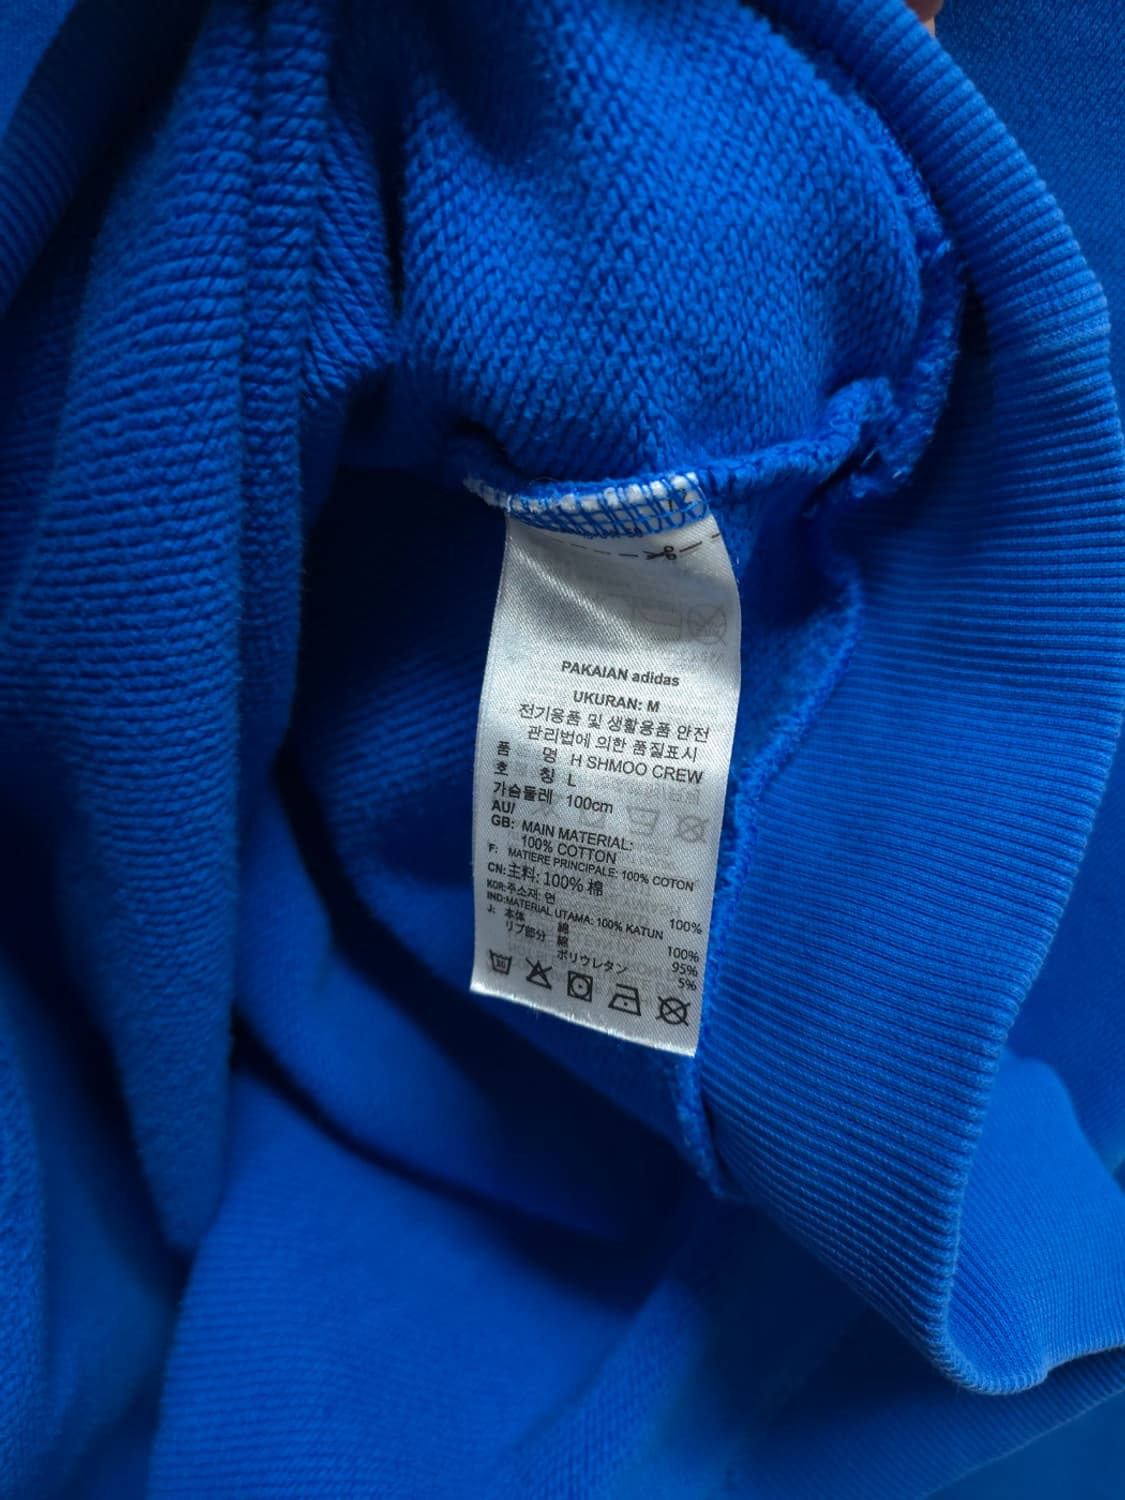 PAKAIAN adidas
UKURAN: M
전기용품 및 생활용품 안전
관리법에 의한 품질표시
품 명 H SHMOO CREW
호 칭 L
가슴둘레 100cm
AU/
GB: MAIN MATERIAL:
100% COTTON
F: MATIERE PRINCIPALE: 100% COTON
CN: 主料: 100% 棉
KOR: 주소재: 면 100%
IND: MATERIAL UTAMA: 100% KATUN
J: 本体 綿 100%
リブ部分 綿 95%
ポリウレタン 5%